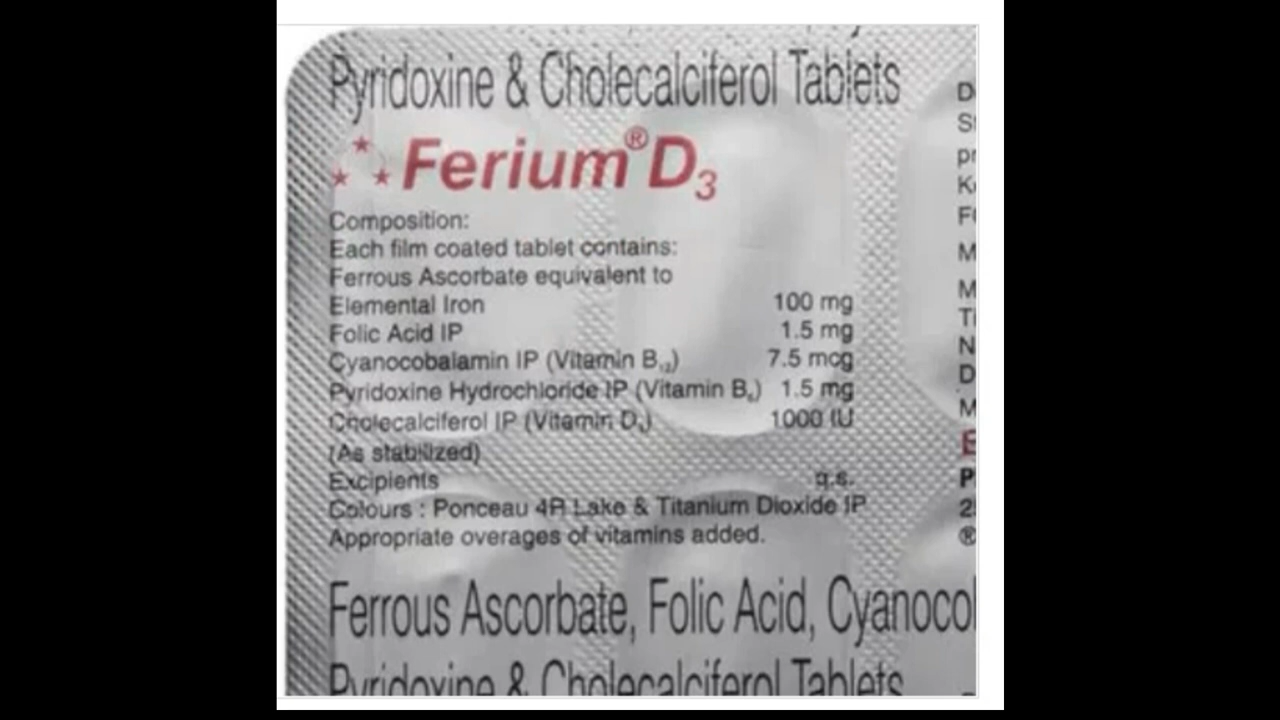 Pyridoxine & Cholecalciferol Tablets
Ferium® D3
Composition:
Each film coated tablet contains:
Ferrous Ascorbate equivalent to
Elemental Iron 100 mg
Folic Acid IP 1.5 mg
Cyanocobalamin IP (Vitamin B12) 7.5 mcg
Pyridoxine Hydrochloride IP (Vitamin B6) 1.5 mg
Cholecalciferol IP (Vitamin D3) 1000 IU
(As stabilized)
Excipients q.s.
Colours : Ponceau 4R Lake & Titanium Dioxide IP
Appropriate overages of vitamins added.
Ferrous Ascorbate, Folic Acid, Cyanocol
Pyridoxine & Cholecalciferol Tablets